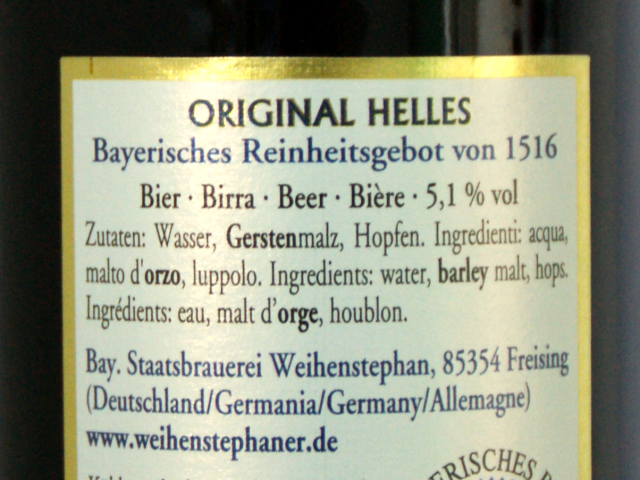 ORIGINAL HELLES
Bayerisches Reinheitsgebot von 1516
Bier · Birra · Beer · Bière · 5,1 % vol
Zutaten: Wasser, Gerstenmalz, Hopfen. Ingredienti: acqua,
malto d'orzo, luppolo. Ingredients: water, barley malt, hops.
Ingrédients: eau, malt d'orge, houblon.
Bay. Staatsbrauerei Weihenstephan, 85354 Freising
(Deutschland/Germania/Germany/Allemagne)
www.weihenstephaner.de